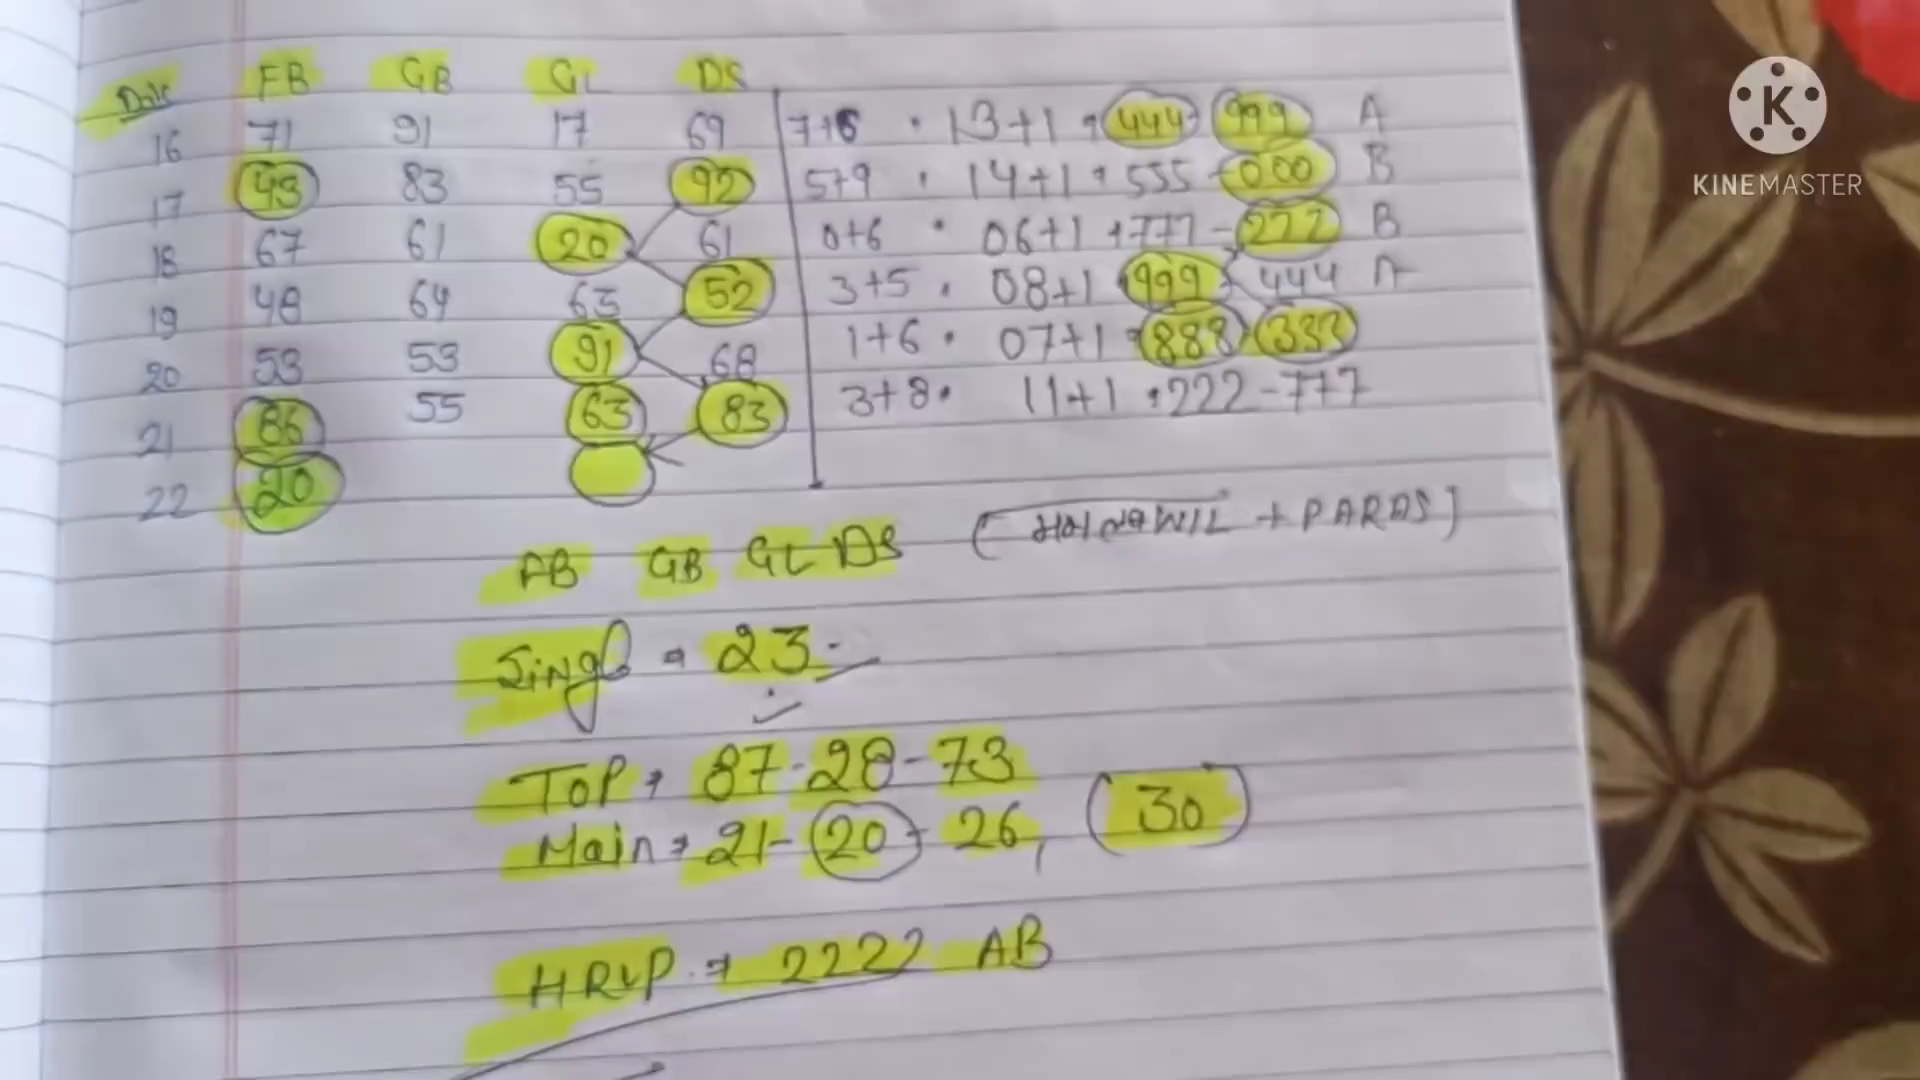 Date FB GB GL DS
16 71 91 17 69 7+6 • 13+1 • 444- 999 A
17 43 83 55 92 5+9 • 14+1 • 555 - 000 B
18 67 61 20 61 0+6 • 06+1 • 777 - 222 B
19 48 64 63 52 3+5 • 08+1 • 999 - 444 A
20 53 53 91 68 1+6 • 07+1 • 888 - 333
21 86 55 63 83 3+8 • 11+1 • 222 - 777
22 20
FB GB GL DS
+ PARAS]
Single = 23
TOP = 87 - 28 - 73
Main = 21 - 20 - 26, (30)
HRUP = 2222 AB
K
KINEMASTER